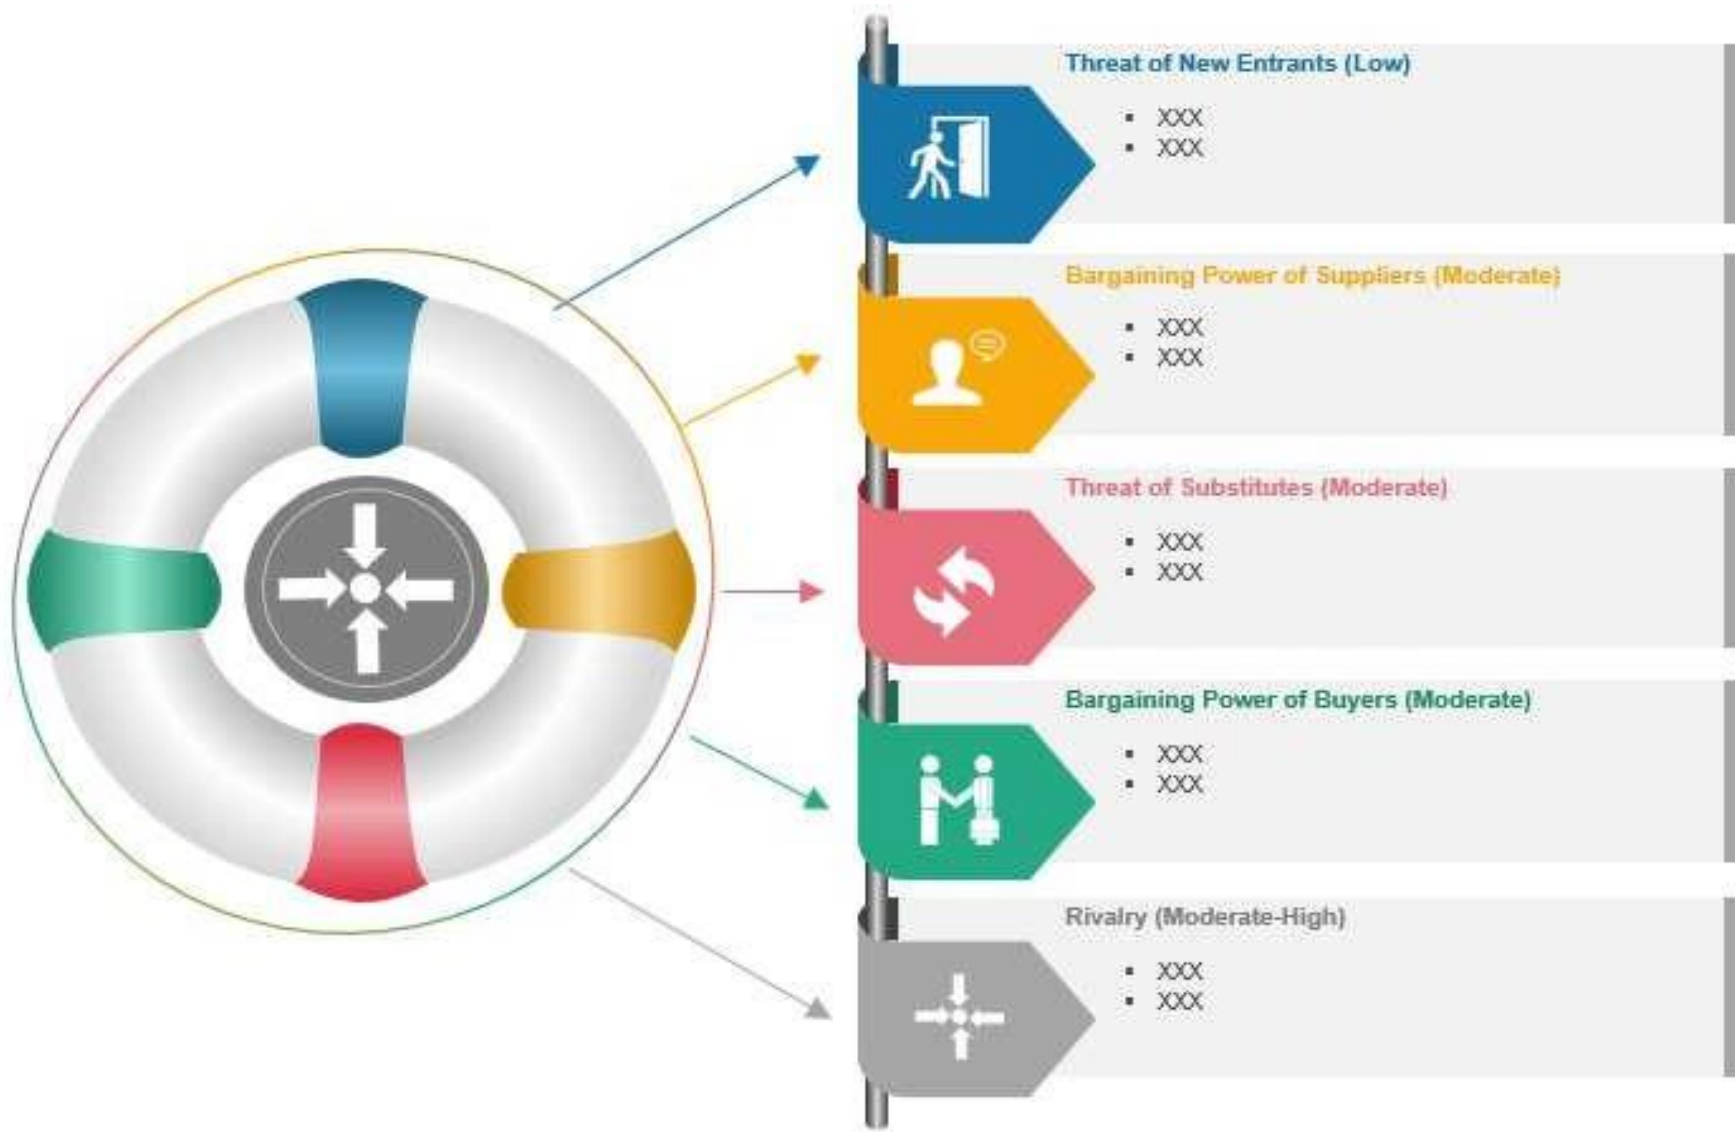 Threat of New Entrants (Low)
▪ XXX
▪ XXX
Bargaining Power of Suppliers (Moderate)
▪ XXX
▪ XXX
Threat of Substitutes (Moderate)
▪ XXX
▪ XXX
Bargaining Power of Buyers (Moderate)
▪ XXX
▪ XXX
Rivalry (Moderate-High)
▪ XXX
▪ XXX